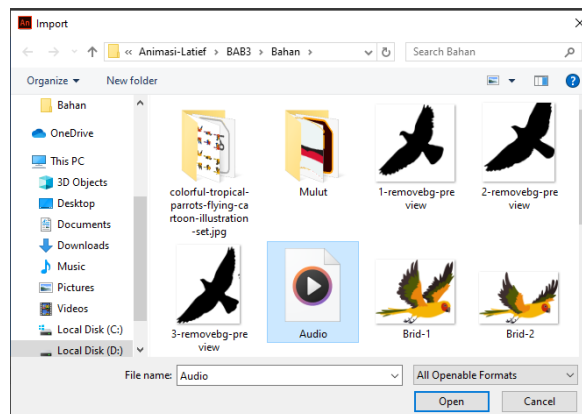 An Import
« Animasi-Latief > BAB3 > Bahan >
Search Bahan
Organize
New folder
Bahan
OneDrive
This PC
3D Objects
Desktop
Documents
Downloads
Music
Pictures
Videos
Local Disk (C:)
Local Disk (D:)
colorful-tropical-
parrots-flying-ca
rtoon-illustration
-set.jpg
Mulut
1-removebg-pre
view
2-removebg-pre
view
3-removebg-pre
view
Audio
Brid-1
Brid-2
File name:
Audio
All Openable Formats
Open
Cancel